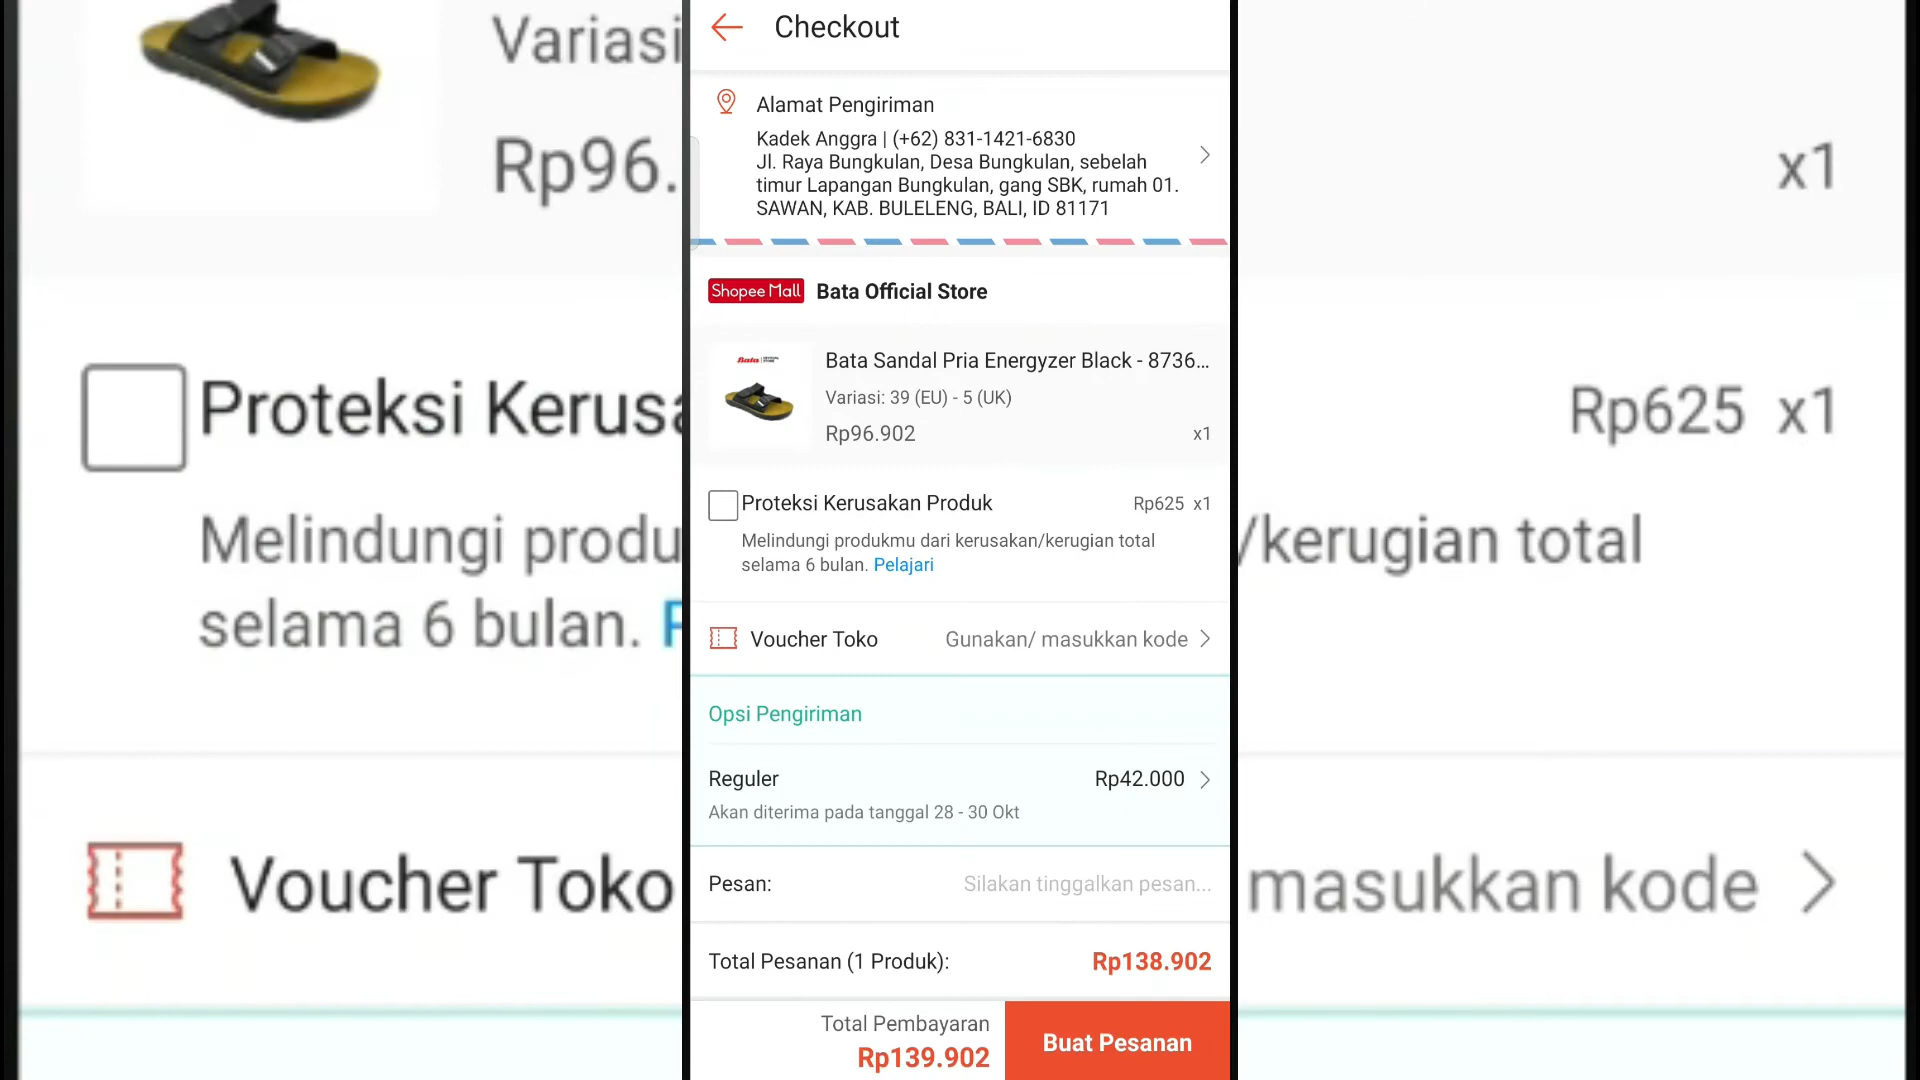 Checkout
Alamat Pengiriman
Kadek Anggra | (+62) 831-1421-6830
Jl. Raya Bungkulan, Desa Bungkulan, sebelah
timur Lapangan Bungkulan, gang SBK, rumah 01.
SAWAN, KAB. BULELENG, BALI, ID 81171
Shopee Mall Bata Official Store
Bata
Bata Sandal Pria Energyzer Black - 8736...
Variasi: 39 (EU) - 5 (UK)
Rp96.902 x1
Proteksi Kerusakan Produk Rp625 x1
Melindungi produkmu dari kerusakan/kerugian total
selama 6 bulan. Pelajari
Voucher Toko Gunakan/ masukkan kode
Opsi Pengiriman
Reguler Rp42.000
Akan diterima pada tanggal 28 - 30 Okt
Pesan: Silakan tinggalkan pesan...
Total Pesanan (1 Produk): Rp138.902
Total Pembayaran
Rp139.902
Buat Pesanan
Variasi
Rp96. x1
Proteksi Kerusa Rp625 x1
Melindungi produ /kerugian total
selama 6 bulan. P
Voucher Toko masukkan kode